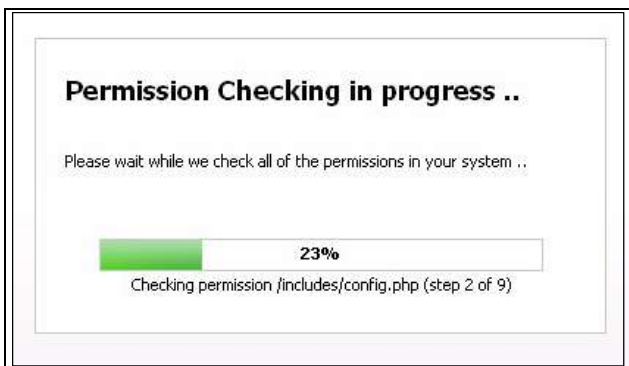 Permission Checking in progress ..
Please wait while we check all of the permissions in your system ..
23%
Checking permission /includes/config.php (step 2 of 9)